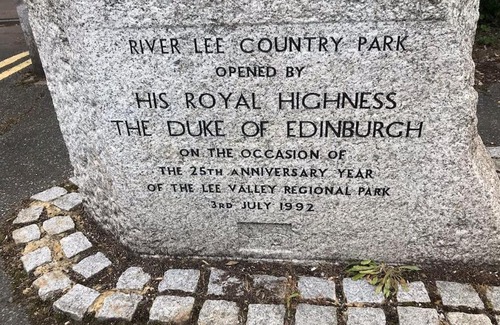 RIVER LEE COUNTRY PARK
OPENED BY
HIS ROYAL HIGHNESS
THE DUKE OF EDINBURGH
ON THE OCCASION OF
THE 25TH ANNIVERSARY YEAR
OF THE LEE VALLEY REGIONAL PARK
3RD JULY 1992